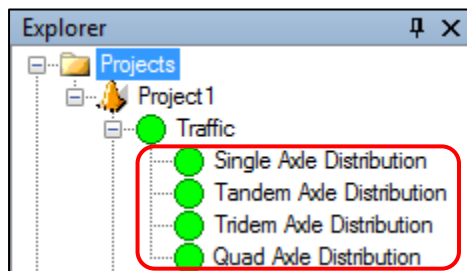 Explorer
Projects
Project1
Traffic
Single Axle Distribution
Tandem Axle Distribution
Tridem Axle Distribution
Quad Axle Distribution